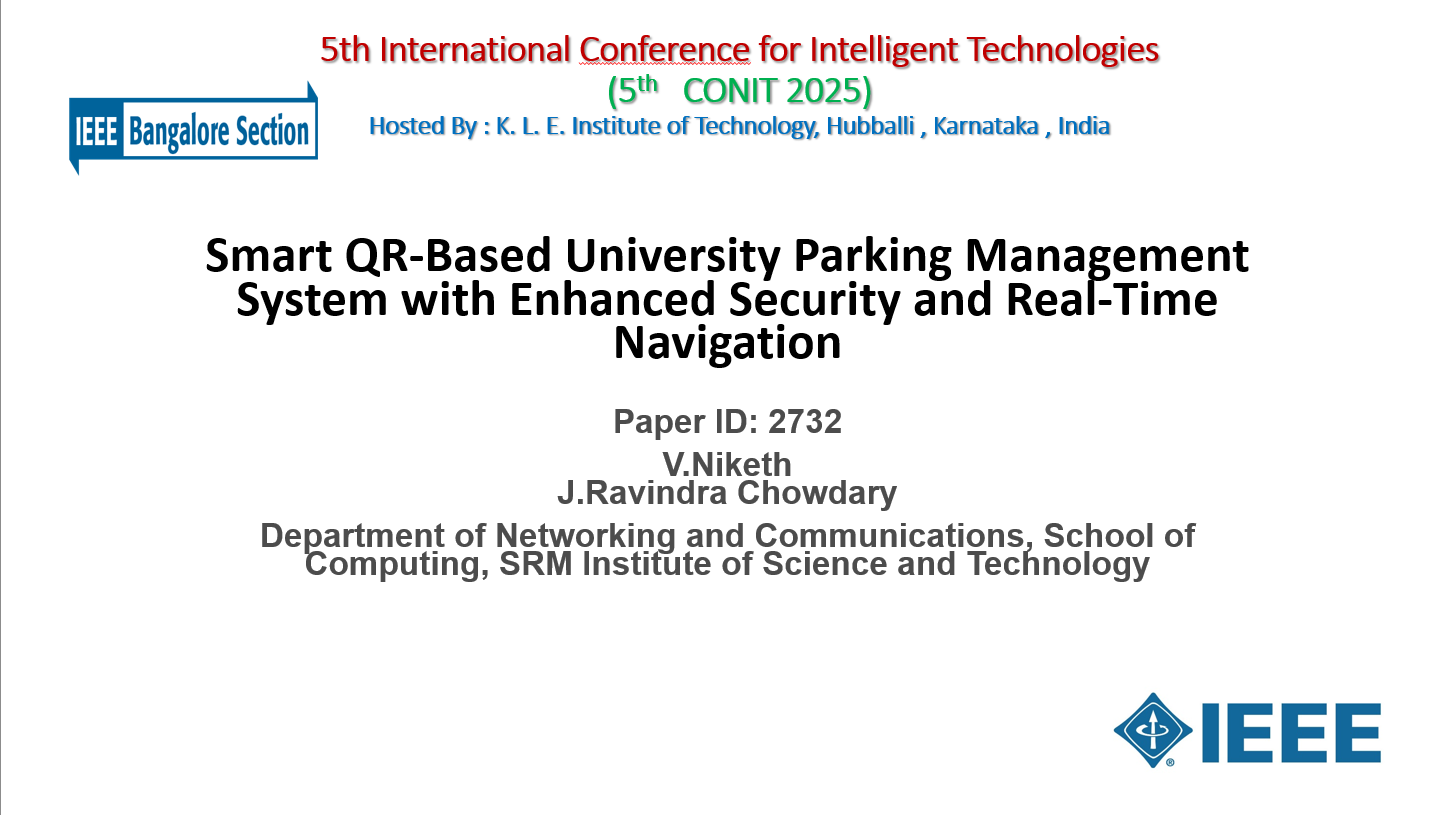 5th International Conference for Intelligent Technologies
(5th CONIT 2025)
IEEE Bangalore Section
Hosted By : K. L. E. Institute of Technology, Hubballi , Karnataka , India
Smart QR-Based University Parking Management
System with Enhanced Security and Real-Time
Navigation
Paper ID: 2732
V.Niketh
J.Ravindra Chowdary
Department of Networking and Communications, School of
Computing, SRM Institute of Science and Technology
IEEE
®